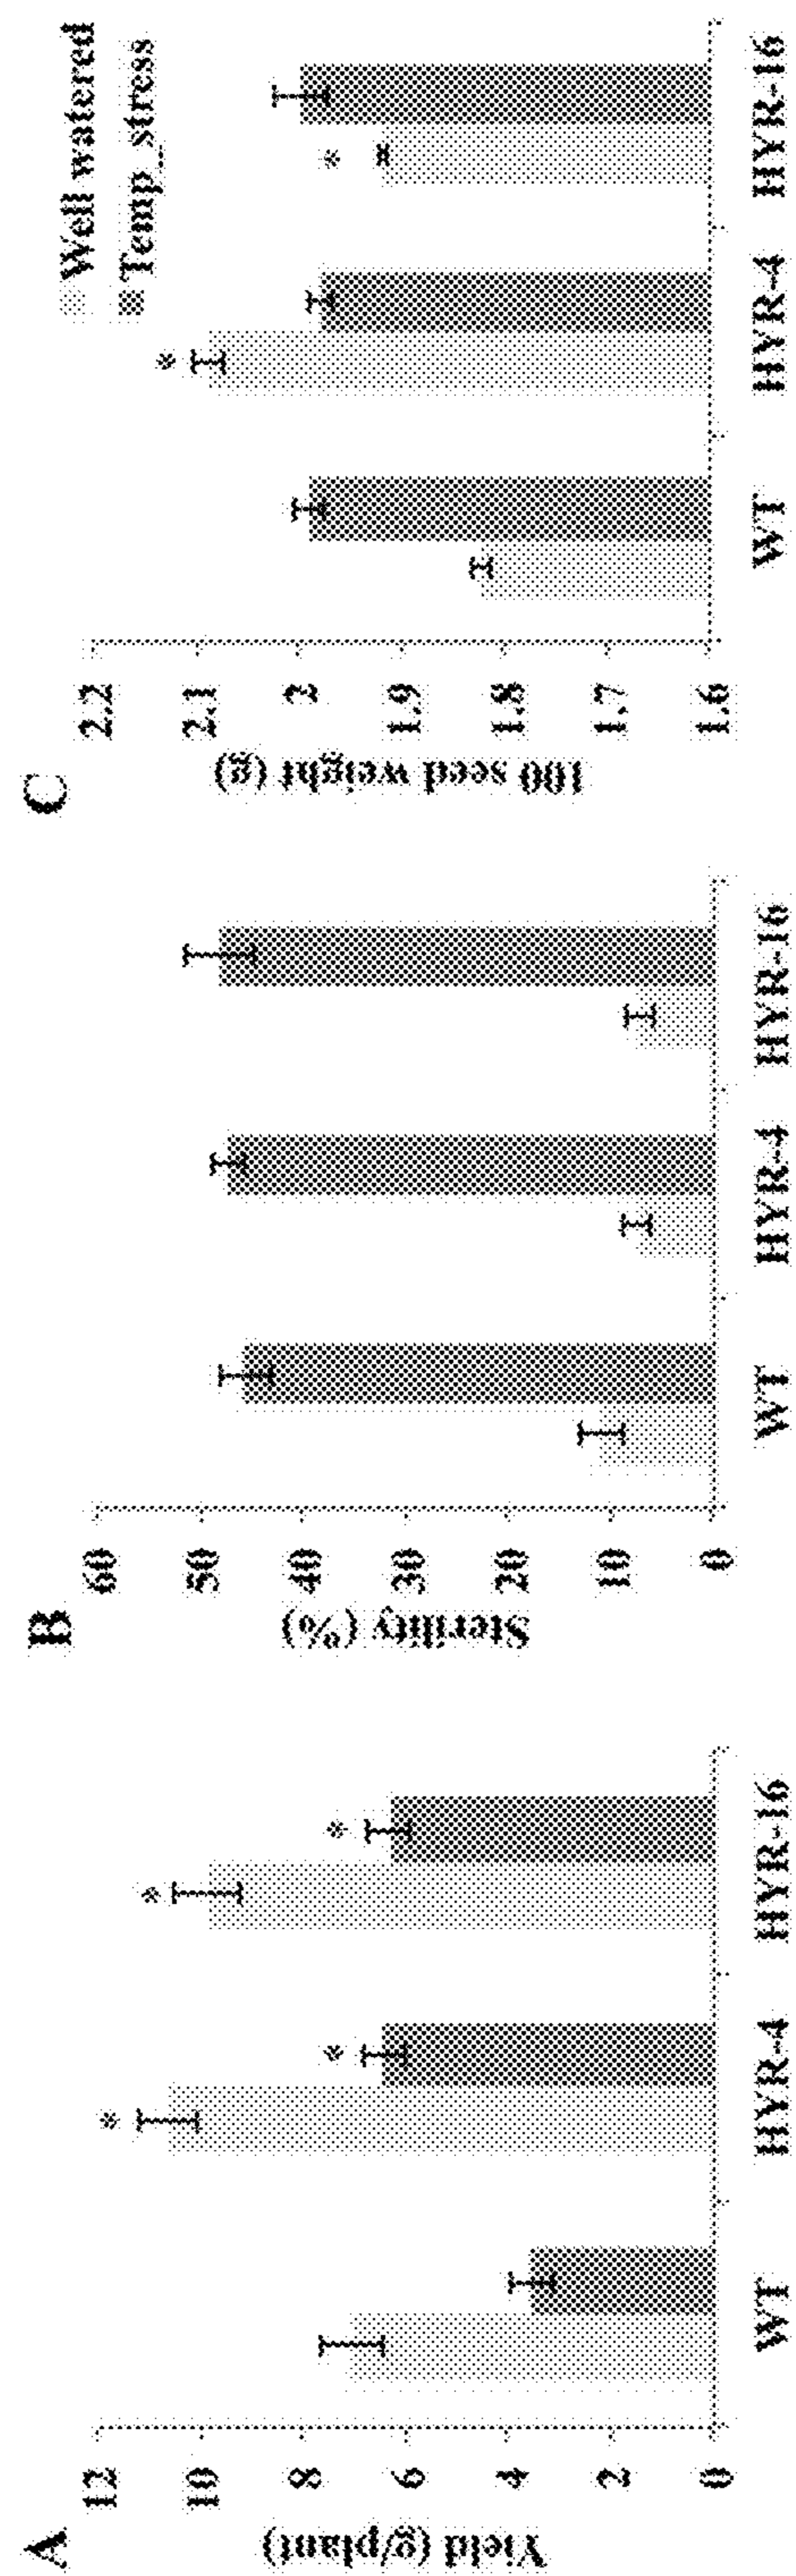 A
Yield (g/plant)
12
10
8
6
4
2
0
WT
HYR-4
HYR-16
B
Sterility (%)
60
50
40
30
20
10
0
WT
HYR-4
HYR-16
C
100 seed weight (g)
2.2
2.1
2
1.9
1.8
1.7
1.6
WT
HYR-4
HYR-16
Well watered
Temp_stress
*
*
*
*
*
*